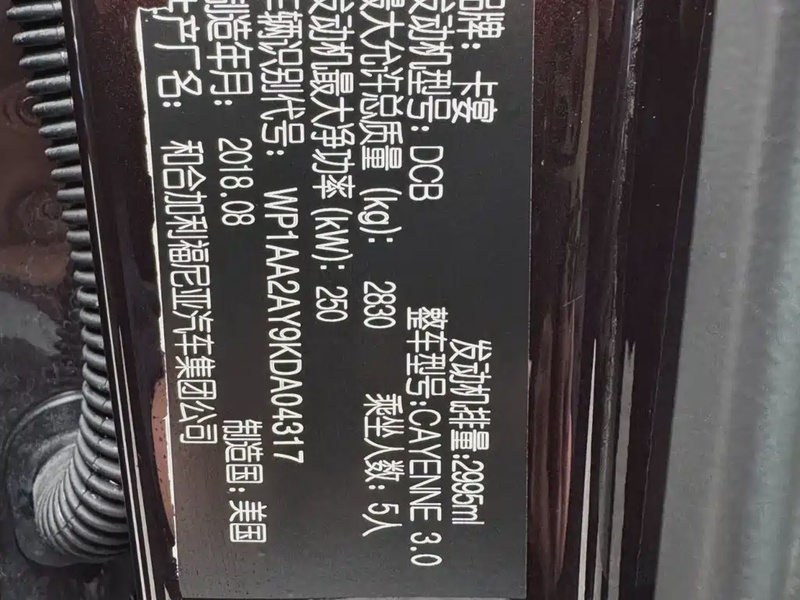 品�：卡宴
发动机排量:2995ml
发动机型号: DCB
整车型号:CAYENNE 3.0
最大允许总质量 (kg): 2830
乘坐人数: 5人
发动机最大净功率 (kW): 250
车辆识别代号: WP1AA2AY9KDA04317
制造年月: 2018.08
制造国: 美国
生产厂名: 和合加利福尼亚汽车集团公司